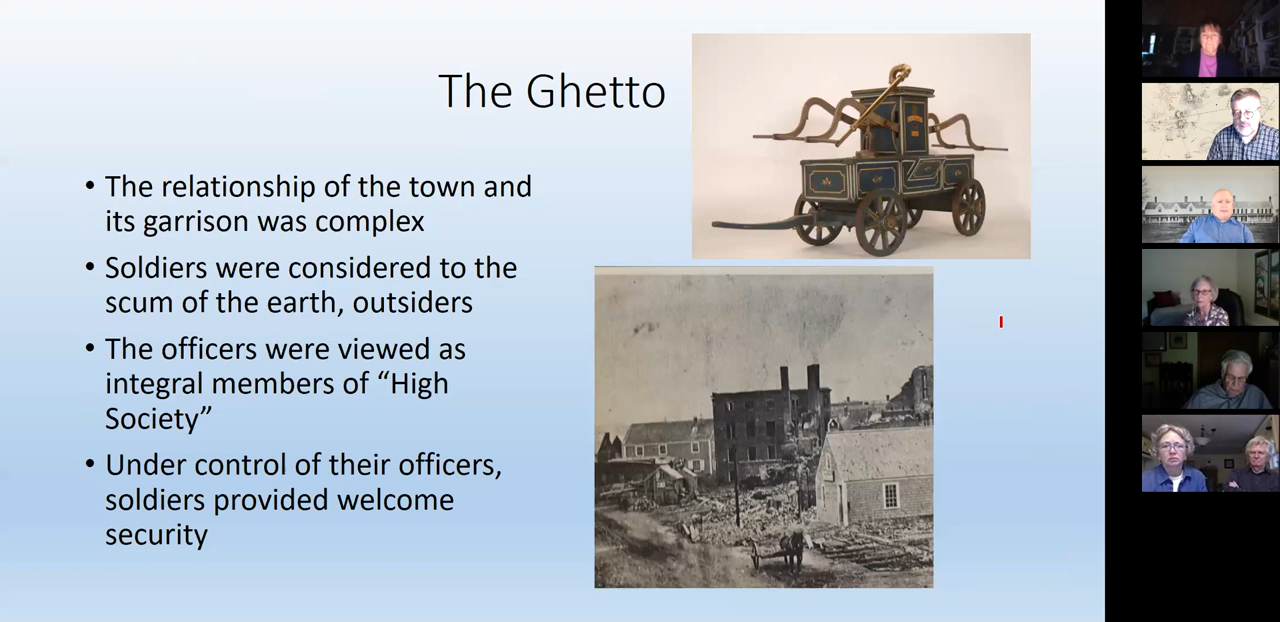 The Ghetto
• The relationship of the town and
its garrison was complex
• Soldiers were considered to the
scum of the earth, outsiders
• The officers were viewed as
integral members of “High
Society”
• Under control of their officers,
soldiers provided welcome
security